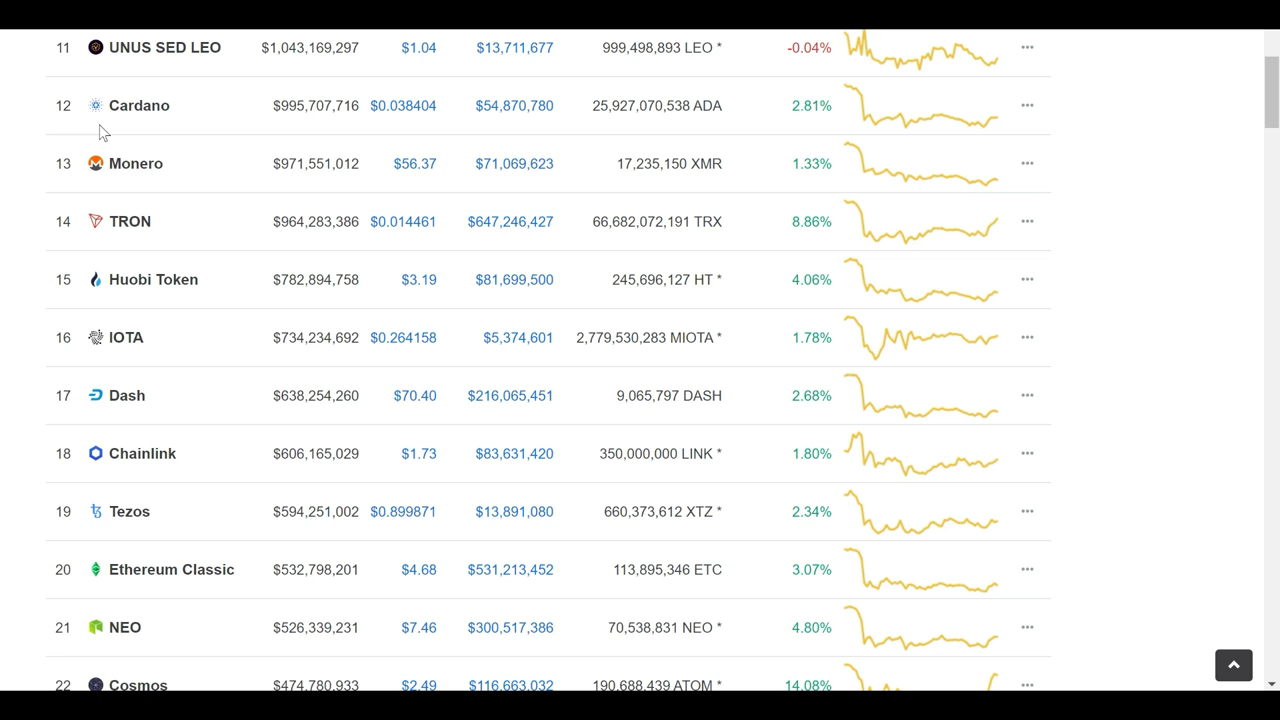 11 UNUS SED LEO $1,043,169,297 $1.04 $13,711,677 999,498,893 LEO * -0.04%
12 Cardano $995,707,716 $0.038404 $54,870,780 25,927,070,538 ADA 2.81%
13 Monero $971,551,012 $56.37 $71,069,623 17,235,150 XMR 1.33%
14 TRON $964,283,386 $0.014461 $647,246,427 66,682,072,191 TRX 8.86%
15 Huobi Token $782,894,758 $3.19 $81,699,500 245,696,127 HT * 4.06%
16 IOTA $734,234,692 $0.264158 $5,374,601 2,779,530,283 MIOTA * 1.78%
17 Dash $638,254,260 $70.40 $216,065,451 9,065,797 DASH 2.68%
18 Chainlink $606,165,029 $1.73 $83,631,420 350,000,000 LINK * 1.80%
19 Tezos $594,251,002 $0.899871 $13,891,080 660,373,612 XTZ * 2.34%
20 Ethereum Classic $532,798,201 $4.68 $531,213,452 113,895,346 ETC 3.07%
21 NEO $526,339,231 $7.46 $300,517,386 70,538,831 NEO * 4.80%
22 Cosmos $474,780,933 $2.49 $116,663,032 190,688,439 ATOM * 14.08%